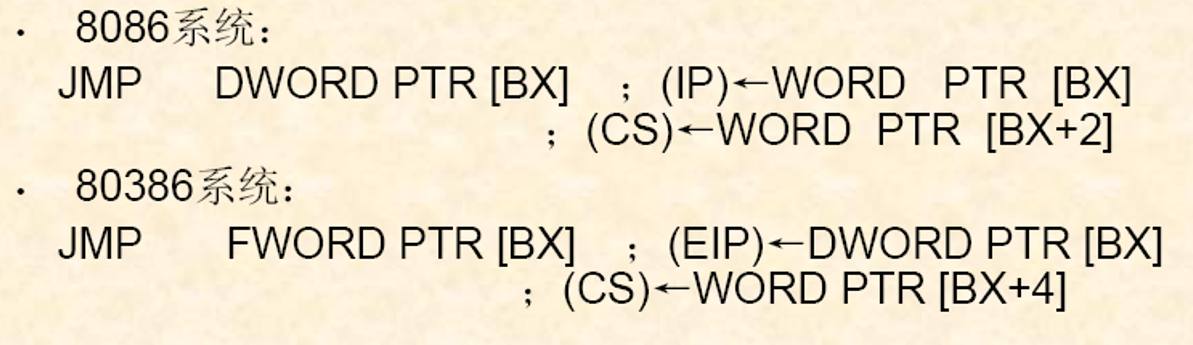 · 8086系统：
JMP DWORD PTR [BX] ；(IP)←WORD PTR [BX]
；(CS)←WORD PTR [BX+2]
· 80386系统：
JMP FWORD PTR [BX] ；(EIP)←DWORD PTR [BX]
；(CS)←WORD PTR [BX+4]